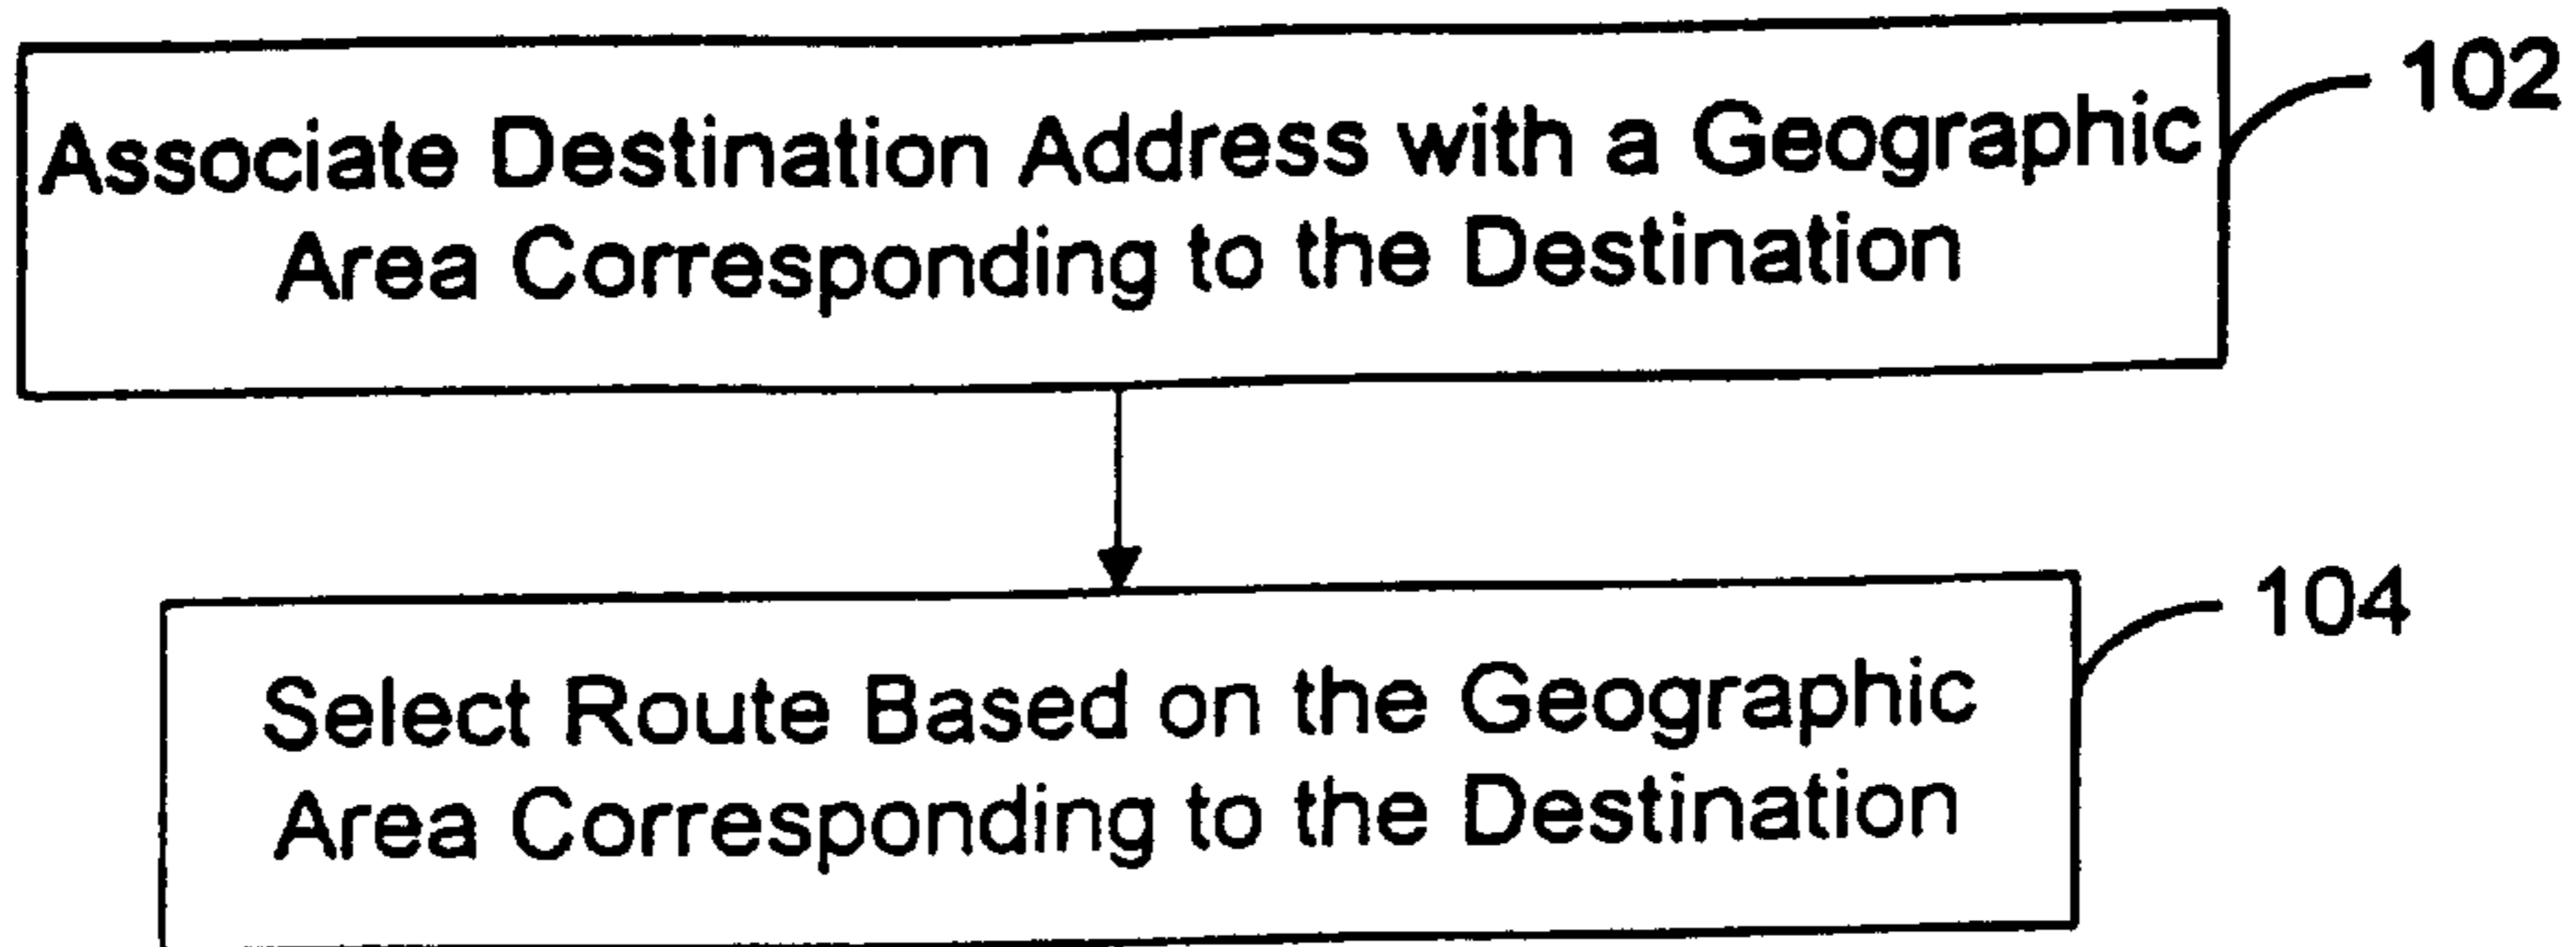 Associate Destination Address with a Geographic
Area Corresponding to the Destination
102
Select Route Based on the Geographic
Area Corresponding to the Destination
104